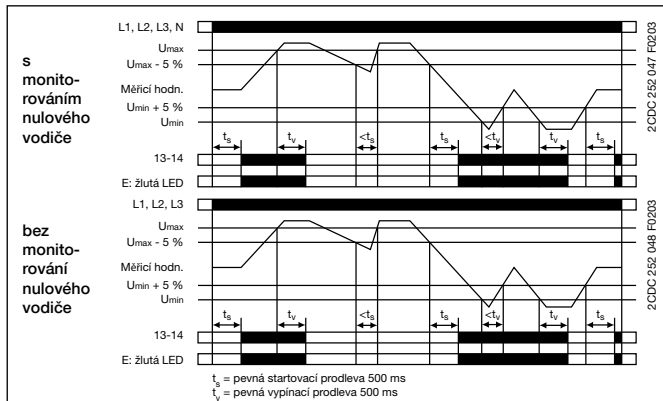 s
monito-
rováním
nulového
vodiče
L1, L2, L3, N
Umax
Umax - 5 %
Měřicí hodn.
Umin + 5 %
Umin
ts
tv
<ts
ts
<tv
tv
ts
13-14
E: žlutá LED
2CDC 252 047 F0203
bez
monito-
rování
nulového
vodiče
L1, L2, L3
Umax
Umax - 5 %
Měřicí hodn.
Umin + 5 %
Umin
ts
tv
<ts
ts
<tv
tv
ts
13-14
E: žlutá LED
2CDC 252 048 F0203
ts = pevná startovací prodleva 500 ms
tv = pevná vypínací prodleva 500 ms